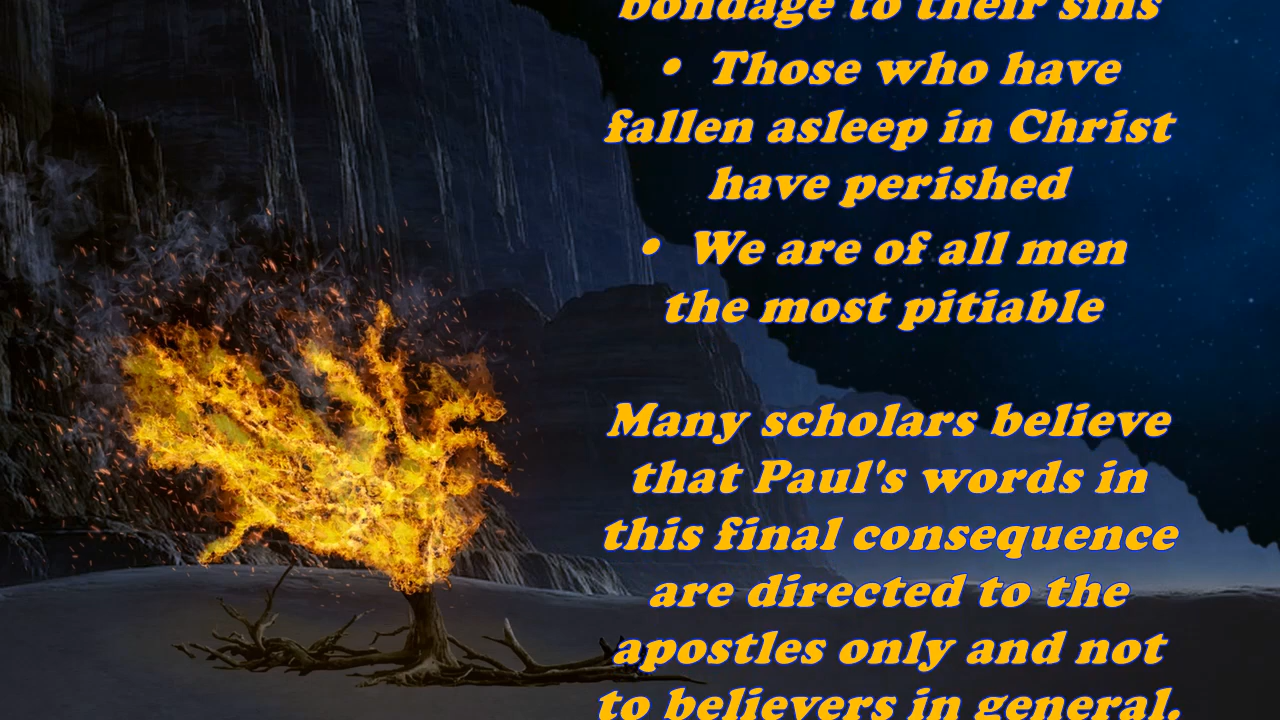 bondage to their sins
• Those who have
fallen asleep in Christ
have perished
• We are of all men
the most pitiable
Many scholars believe
that Paul's words in
this final consequence
are directed to the
apostles only and not
to believers in general.